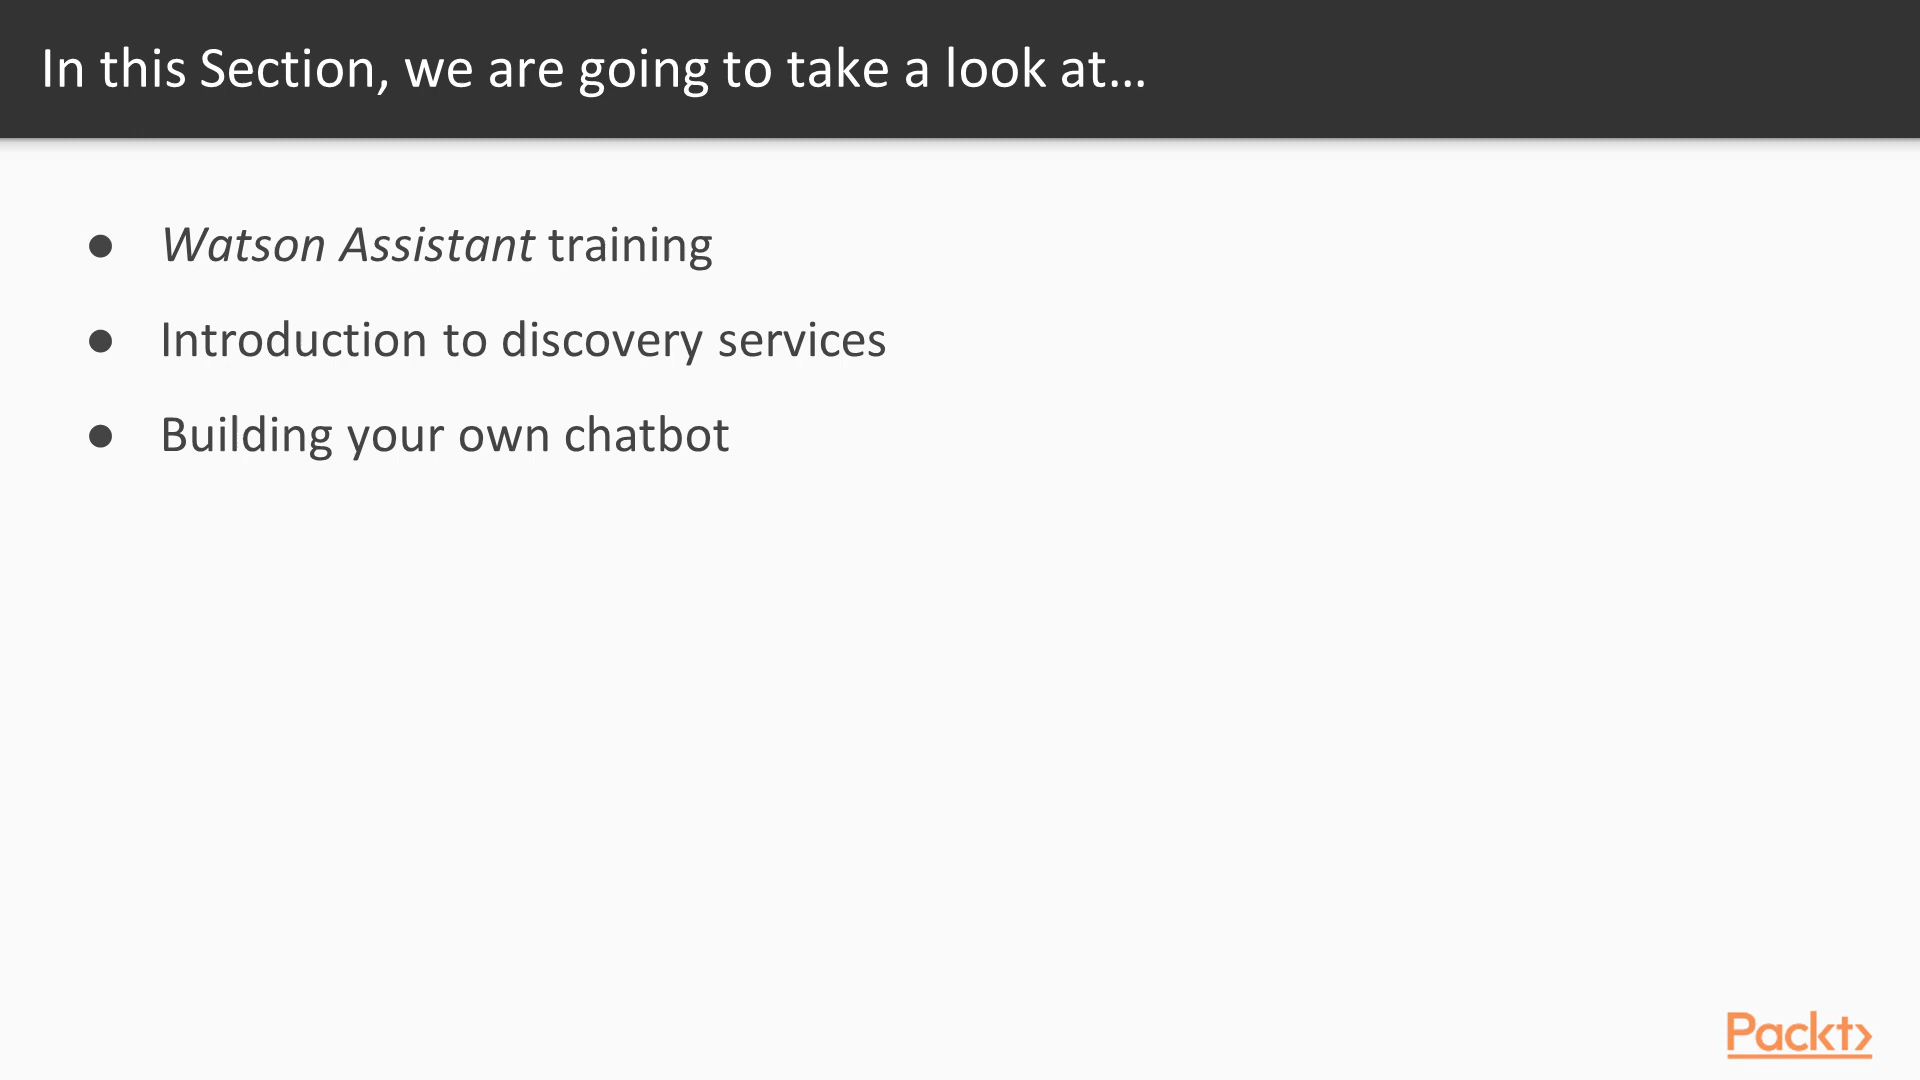 In this Section, we are going to take a look at...
● Watson Assistant training
● Introduction to discovery services
● Building your own chatbot
Packt>